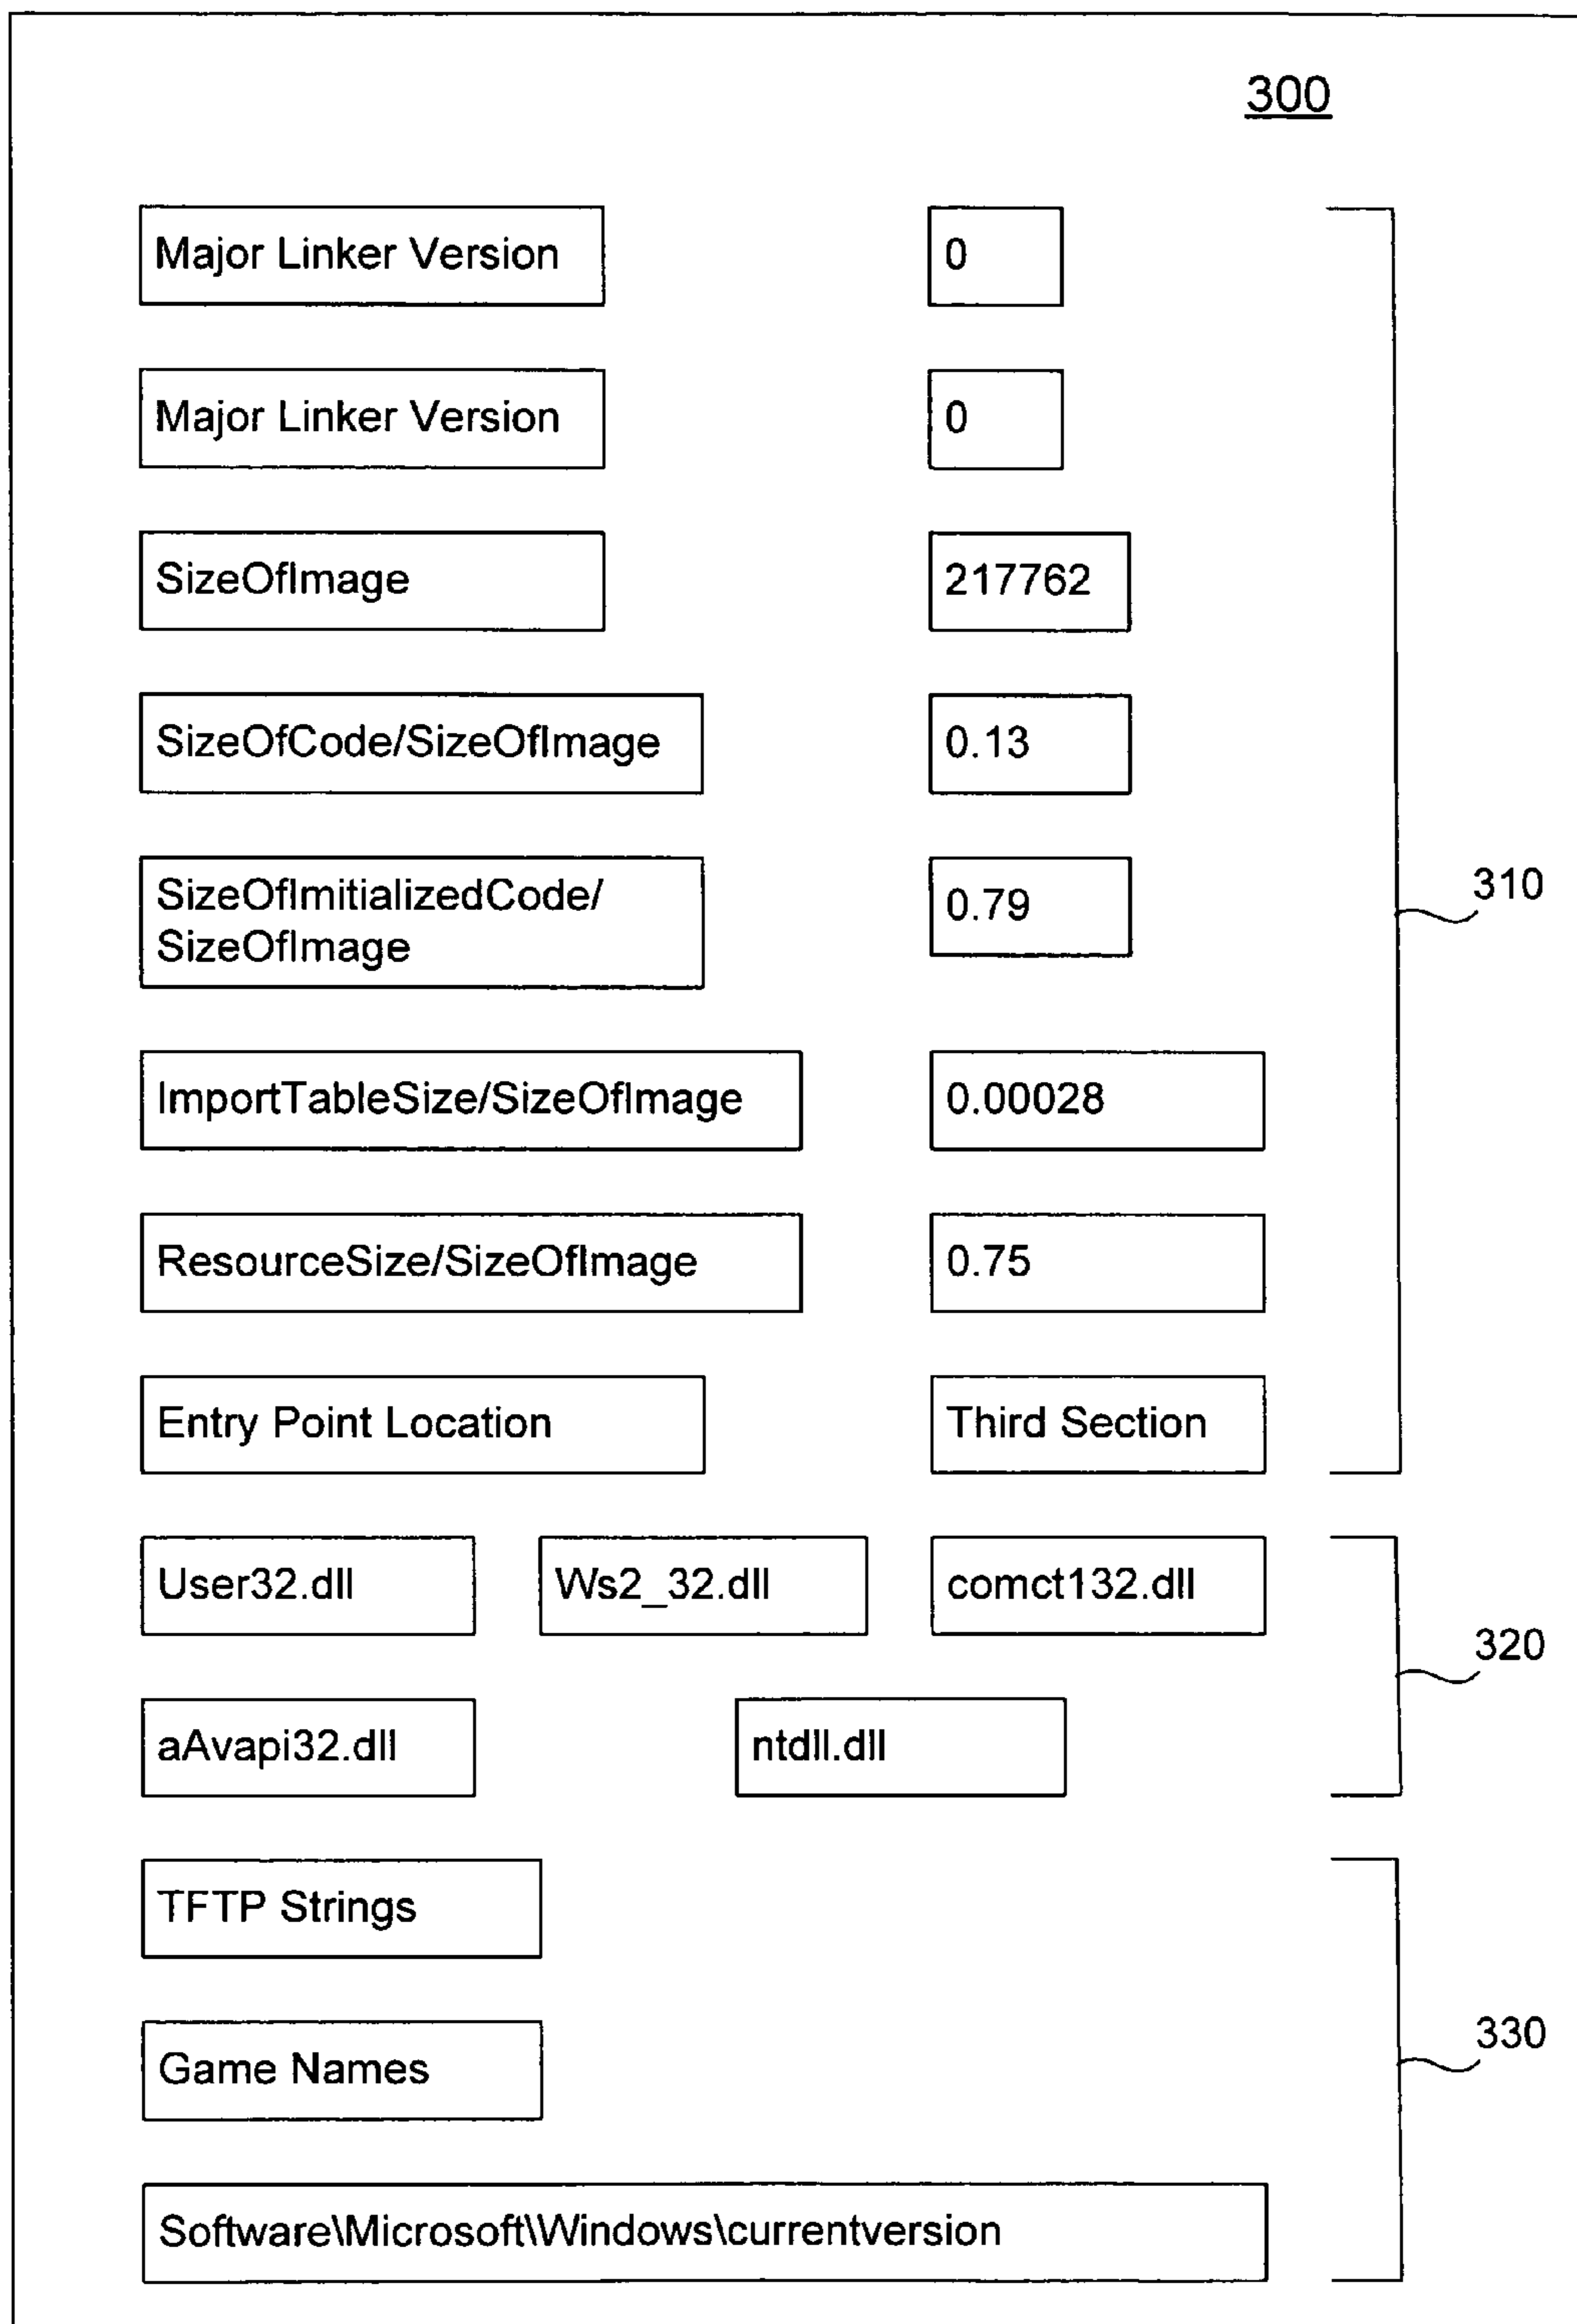 300
Major Linker Version 0
Major Linker Version 0
SizeOfImage 217762
SizeOfCode/SizeOfImage 0.13
SizeOfImitializedCode/
SizeOfImage 0.79
310
ImportTableSize/SizeOfImage 0.00028
ResourceSize/SizeOfImage 0.75
Entry Point Location Third Section
User32.dll Ws2_32.dll comct132.dll
320
aAvapi32.dll ntdll.dll
TFTP Strings
Game Names
330
Software\Microsoft\Windows\currentversion